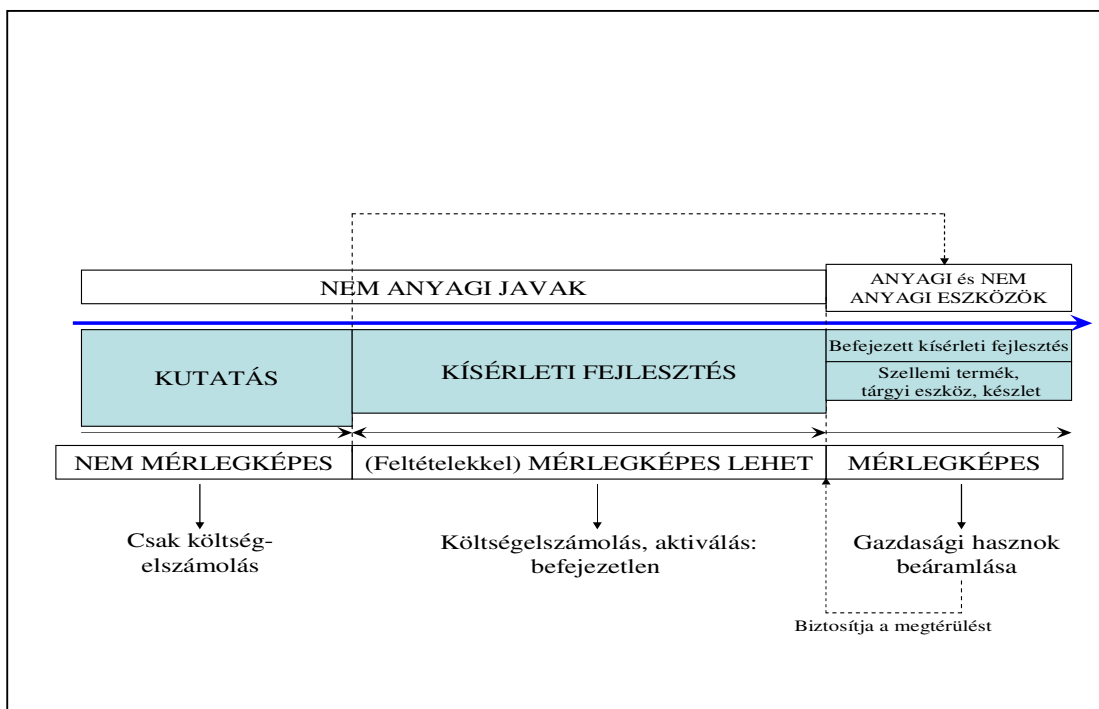 NEM ANYAGI JAVAK
ANYAGI és NEM
ANYAGI ESZKÖZÖK
KUTATÁS
KÍSÉRLETI FEJLESZTÉS
Befejezett kísérleti fejlesztés
Szellemi termék,
tárgyi eszköz, készlet
NEM MÉRLEGKÉPES
(Feltételekkel) MÉRLEGKÉPES LEHET
MÉRLEGKÉPES
Csak költség-
elszámolás
Költségelszámolás, aktiválás:
befejezetlen
Gazdasági hasznok
beáramlása
Biztosítja a megtérülést